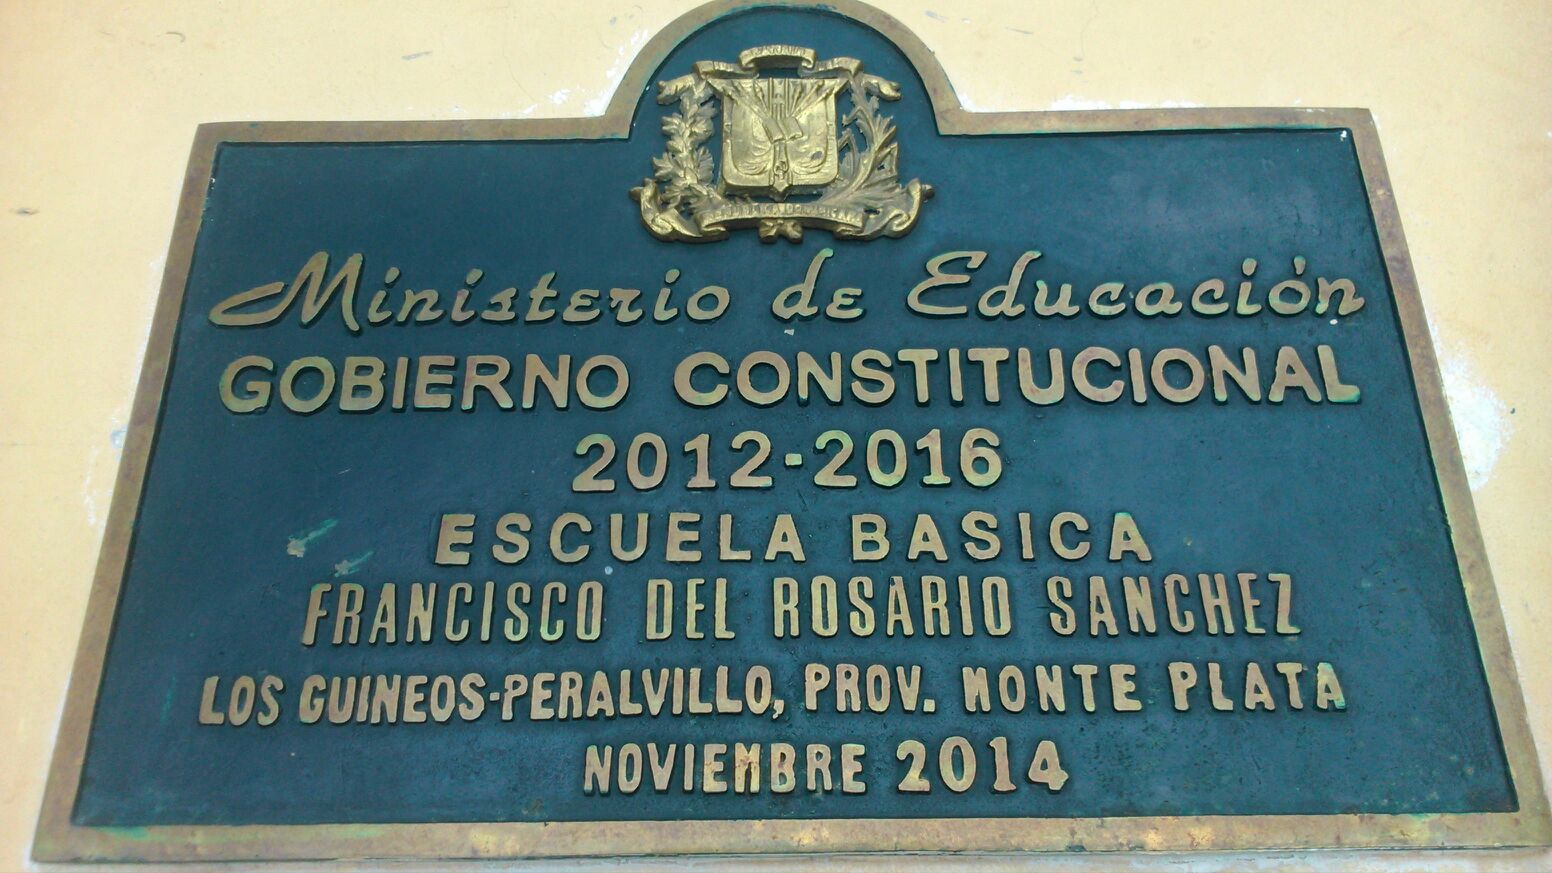 Ministerio de Educación
GOBIERNO CONSTITUCIONAL
2012-2016
ESCUELA BASICA
FRANCISCO DEL ROSARIO SANCHEZ
LOS GUINEOS-PERALVILLO, PROV. MONTE PLATA
NOVIEMBRE 2014